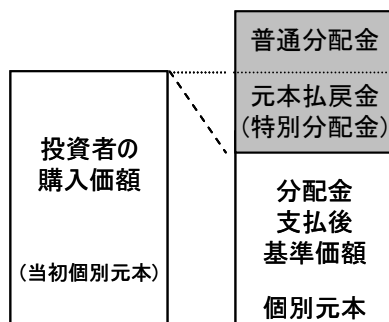 投資者の
購入価額
(当初個別元本)
普通分配金
元本払戻金
(特別分配金)
分配金
支払後
基準価額
個別元本